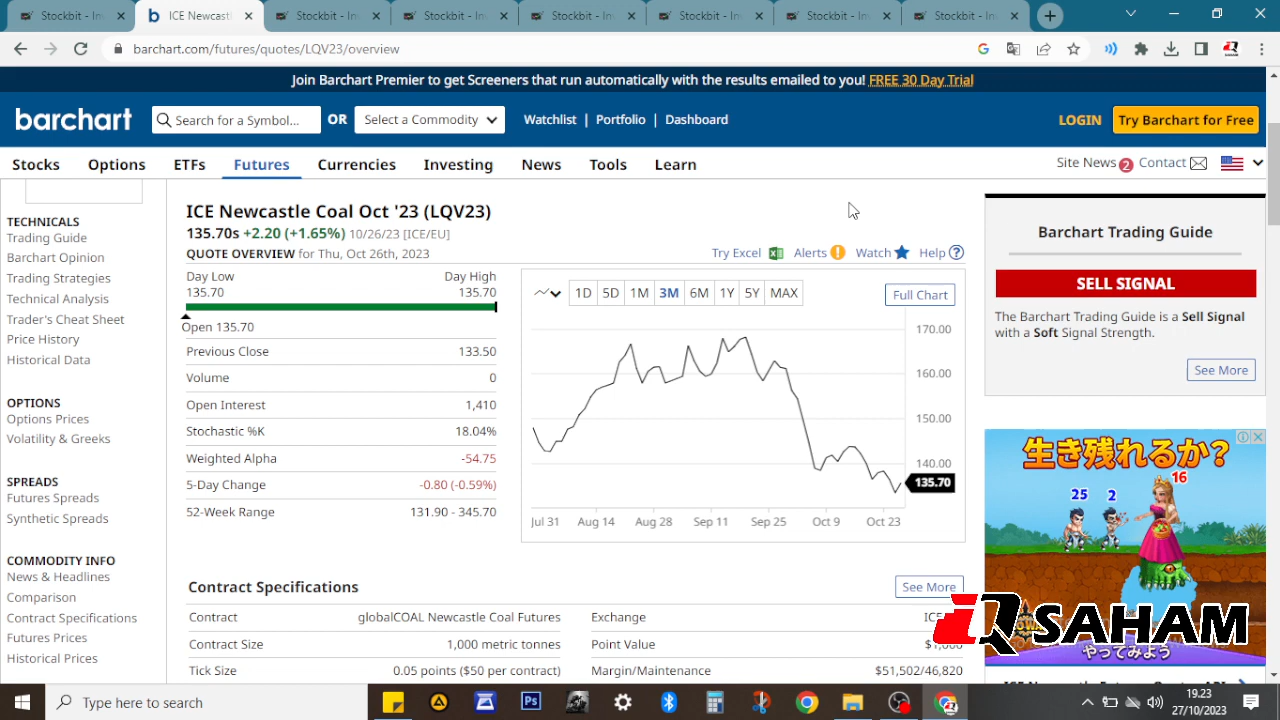 Stockbit - In
ICE Newcast
Stockbit - In
Stockbit - In
Stockbit - In
Stockbit - In
Stockbit - In
Stockbit - In
barchart.com/futures/quotes/LQV23/overview
Join Barchart Premier to get Screeners that run automatically with the results emailed to you! FREE 30 Day Trial
barchart
Search for a Symbol...
OR
Select a Commodity
Watchlist | Portfolio | Dashboard
LOGIN
Try Barchart for Free
Stocks
Options
ETFs
Futures
Currencies
Investing
News
Tools
Learn
Site News 2
Contact
TECHNICALS
Trading Guide
Barchart Opinion
Trading Strategies
Technical Analysis
Trader's Cheat Sheet
Price History
Historical Data
OPTIONS
Options Prices
Volatility & Greeks
SPREADS
Futures Spreads
Synthetic Spreads
COMMODITY INFO
News & Headlines
Comparison
Contract Specifications
Futures Prices
Historical Prices
ICE Newcastle Coal Oct '23 (LQV23)
135.70s +2.20 (+1.65%) 10/26/23 [ICE/EU]
QUOTE OVERVIEW for Thu, Oct 26th, 2023
Try Excel
Alerts
Watch
Help
Day Low
Day High
135.70
135.70
Open 135.70
Previous Close 133.50
Volume 0
Open Interest 1,410
Stochastic %K 18.04%
Weighted Alpha -54.75
5-Day Change -0.80 (-0.59%)
52-Week Range 131.90 - 345.70
1D 5D 1M 3M 6M 1Y 5Y MAX
Full Chart
170.00
160.00
150.00
140.00
135.70
Jul 31 Aug 14 Aug 28 Sep 11 Sep 25 Oct 9 Oct 23
Contract Specifications
See More
Contract globalCOAL Newcastle Coal Futures
Exchange
Contract Size 1,000 metric tonnes
Point Value
Tick Size 0.05 points ($50 per contract)
Margin/Maintenance $51,502/46,820
Barchart Trading Guide
SELL SIGNAL
The Barchart Trading Guide is a Sell Signal
with a Soft Signal Strength.
See More
生き残れるか?
25
2
16
やってみよう
iQ SAHAM
Type here to search
Ps
19.23
27/10/2023